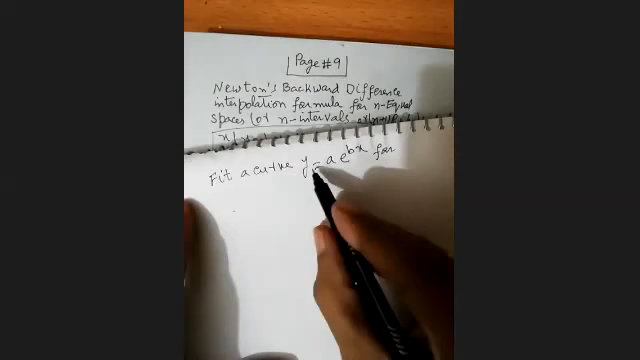 Page # 9
Newton's Backward Difference
interpolation formula for n-Equal
spaces (or n-intervals
Fit a curve y = a e^{bx} for